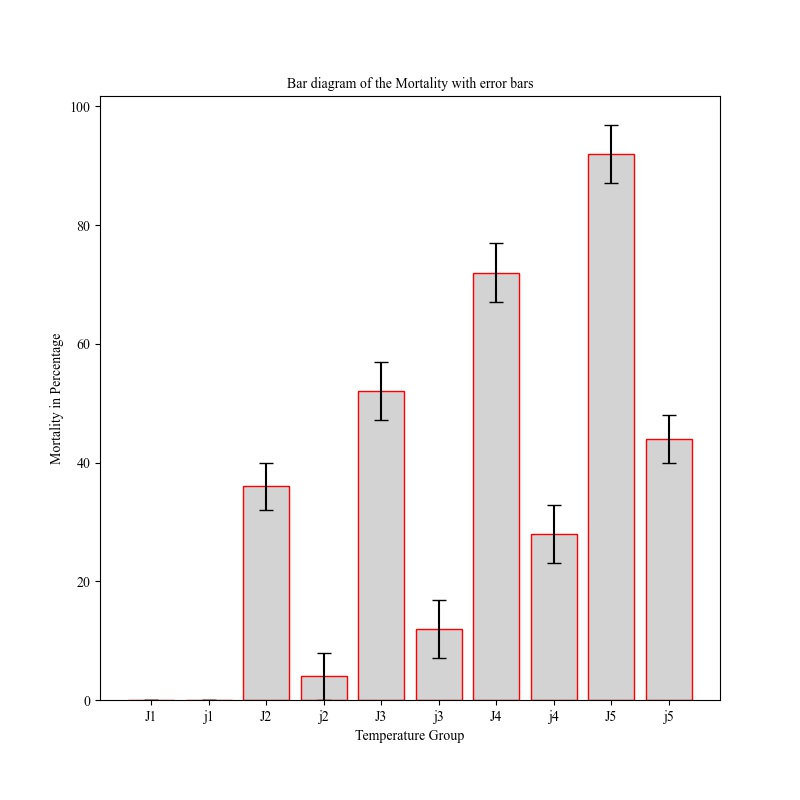 Bar diagram of the Mortality with error bars
100
80
60
40
20
0
Mortality in Percentage
J1 j1 J2 j2 J3 j3 J4 j4 J5 j5
Temperature Group